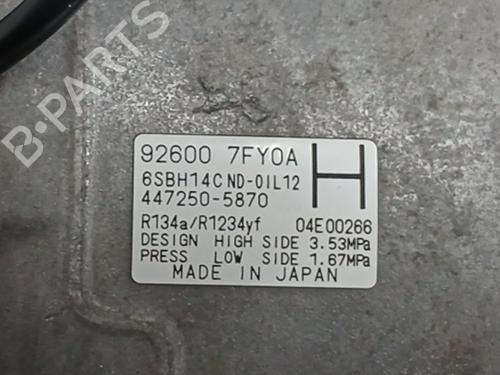 B-PARTS
92600 7FY0A
6SBH14C ND-OIL12 H
447250-5870
R134a/R1234yf 04E00266
DESIGN HIGH SIDE 3.53MPa
PRESS LOW SIDE 1.67MPa
MADE IN JAPAN